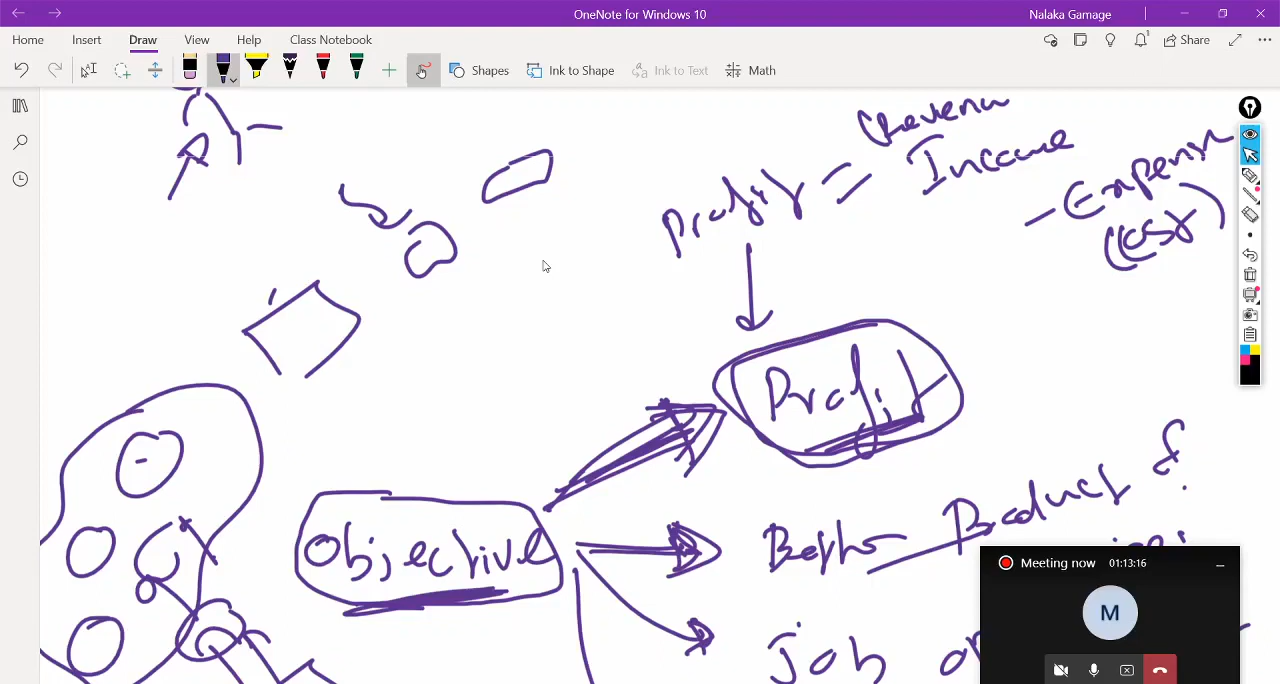 OneNote for Windows 10
Nalaka Gamage
Home Insert Draw View Help Class Notebook
Share
Shapes Ink to Shape Ink to Text Math
(Revenu
Profit = Income
- Expense
(Cost)
Profit
Objective
Better Product &
Job
Meeting now 01:13:16
M